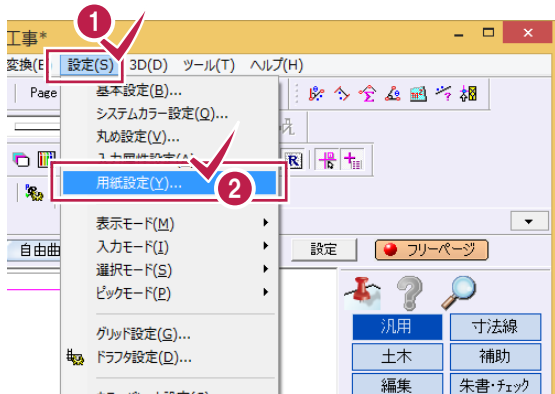 1
工事*
変換(E) 設定(S) 3D(D) ツール(T) ヘルプ(H)
Page
基本設定(B)...
システムカラー設定(O)...
丸め設定(V)...
用紙設定(Y)...
2
表示モード(M)
入力モード(I)
選択モード(S)
ピックモード(P)
自由曲
設定
フリーページ
グリッド設定(G)...
ドラフタ設定(D)...
汎用
寸法線
土木
補助
編集
朱書・チェック